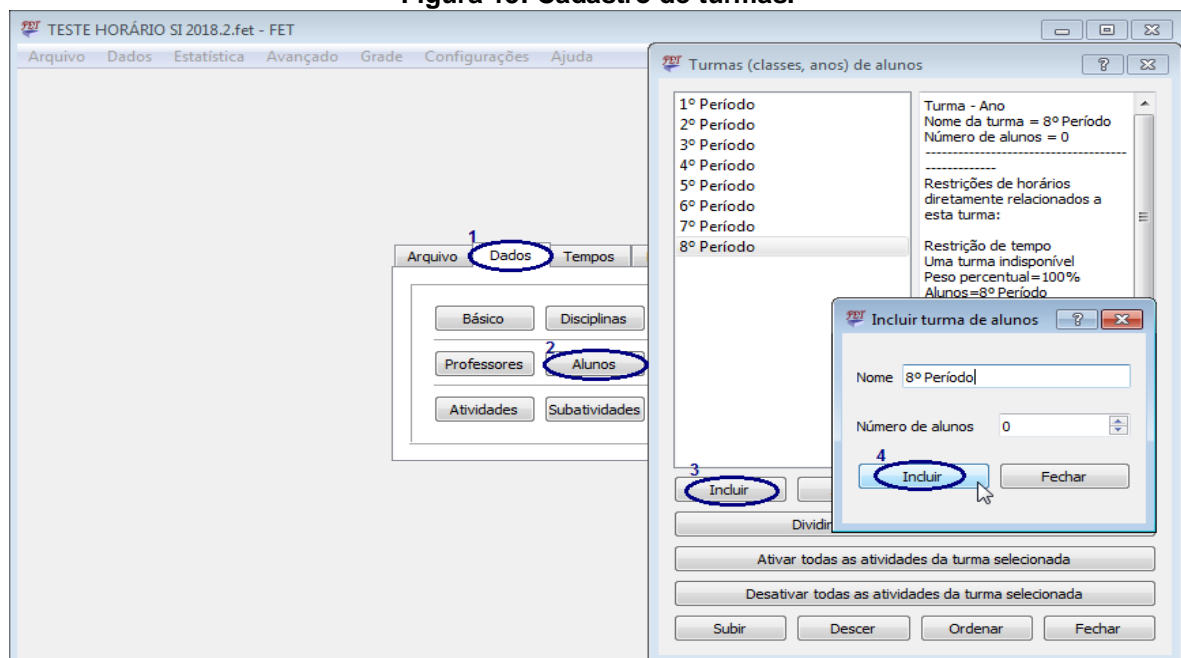 Figura 15: Cadastro de turmas.
TESTE HORÁRIO SI 2018.2.fet - FET
Arquivo Dados Estatística Avançado Grade Configurações Ajuda
1
Arquivo Dados Tempos
Básico Disciplinas
2
Professores Alunos
Atividades Subatividades
Turmas (classes, anos) de alunos
1º Período
2º Período
3º Período
4º Período
5º Período
6º Período
7º Período
8º Período
Turma - Ano
Nome da turma = 8º Período
Número de alunos = 0
---------------------------------------
-------------
Restrições de horários
diretamente relacionados a
esta turma:
Restrição de tempo
Uma turma indisponível
Peso percentual=100%
Alunos=8º Período
Incluir turma de alunos
Nome 8º Período
Número de alunos 0
4
Incluir Fechar
3
Incluir
Dividir
Ativar todas as atividades da turma selecionada
Desativar todas as atividades da turma selecionada
Subir Descer Ordenar Fechar